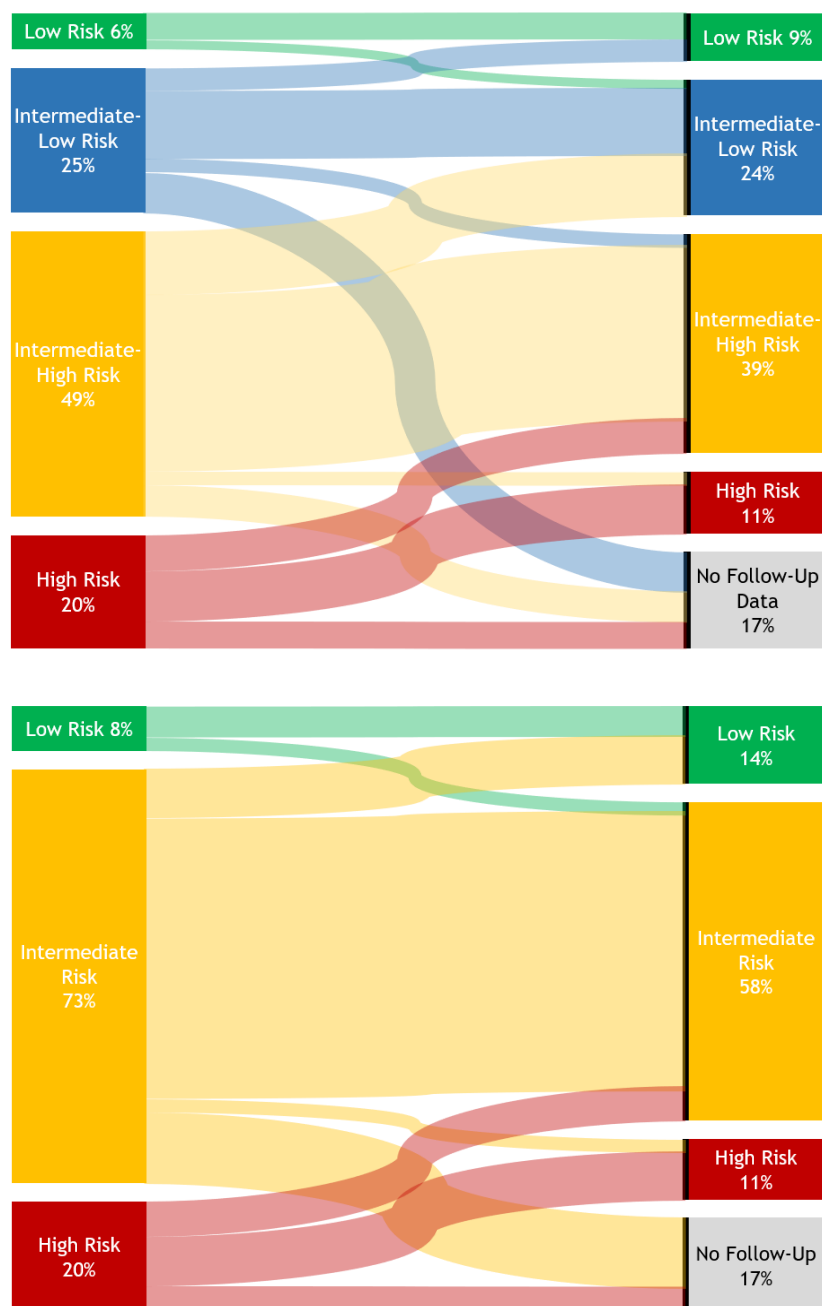 Low Risk 6%
Intermediate-
Low Risk
25%
Intermediate-
High Risk
49%
High Risk
20%
Low Risk 9%
Intermediate-
Low Risk
24%
Intermediate-
High Risk
39%
High Risk
11%
No Follow-Up
Data
17%
Low Risk 8%
Intermediate
Risk
73%
High Risk
20%
Low Risk
14%
Intermediate
Risk
58%
High Risk
11%
No Follow-Up
17%